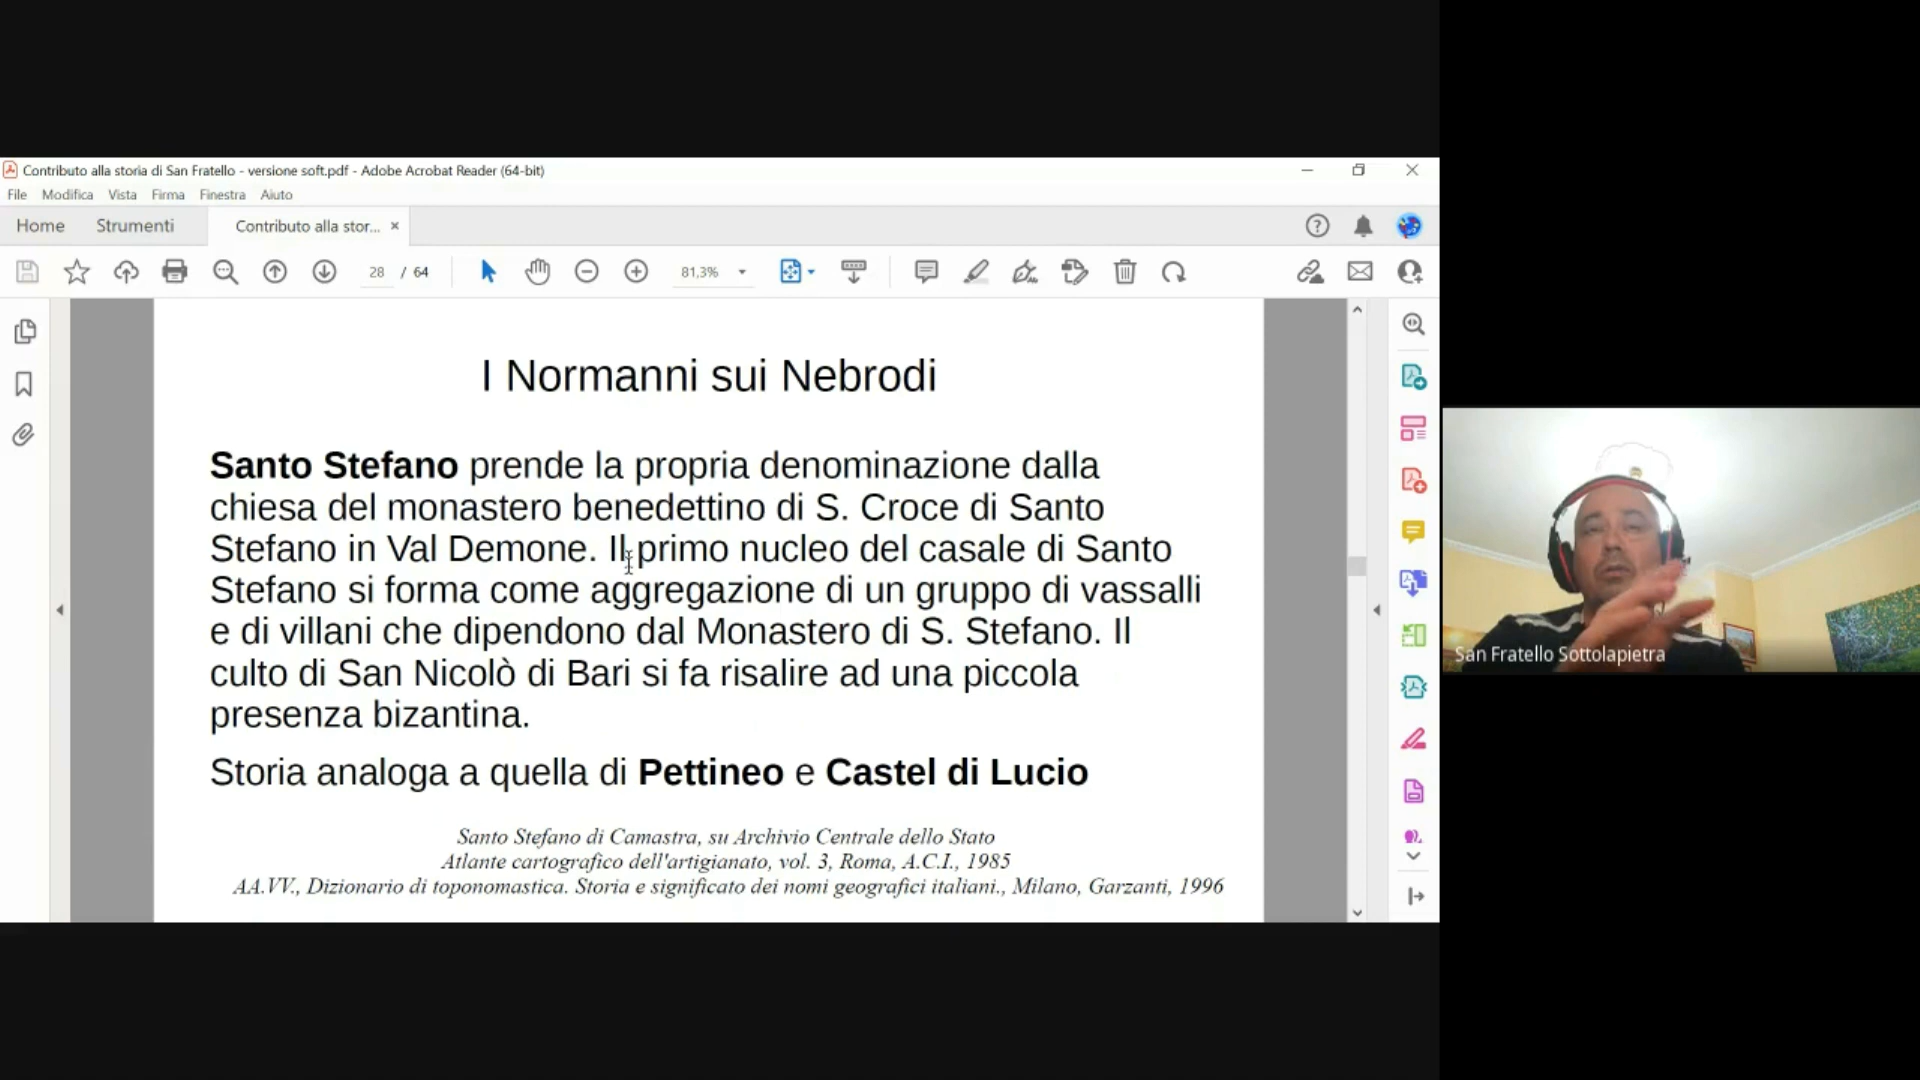 Contributo alla storia di San Fratello - versione soft.pdf - Adobe Acrobat Reader (64-bit)
File Modifica Vista Firma Finestra Aiuto
Home Strumenti Contributo alla stor...
28 / 64 81,3%
I Normanni sui Nebrodi
Santo Stefano prende la propria denominazione dalla
chiesa del monastero benedettino di S. Croce di Santo
Stefano in Val Demone. Il primo nucleo del casale di Santo
Stefano si forma come aggregazione di un gruppo di vassalli
e di villani che dipendono dal Monastero di S. Stefano. Il
culto di San Nicolò di Bari si fa risalire ad una piccola
presenza bizantina.
Storia analoga a quella di Pettineo e Castel di Lucio
Santo Stefano di Camastra, su Archivio Centrale dello Stato
Atlante cartografico dell'artigianato, vol. 3, Roma, A.C.I., 1985
AA.VV., Dizionario di toponomastica. Storia e significato dei nomi geografici italiani., Milano, Garzanti, 1996
San Fratello Sottolapietra